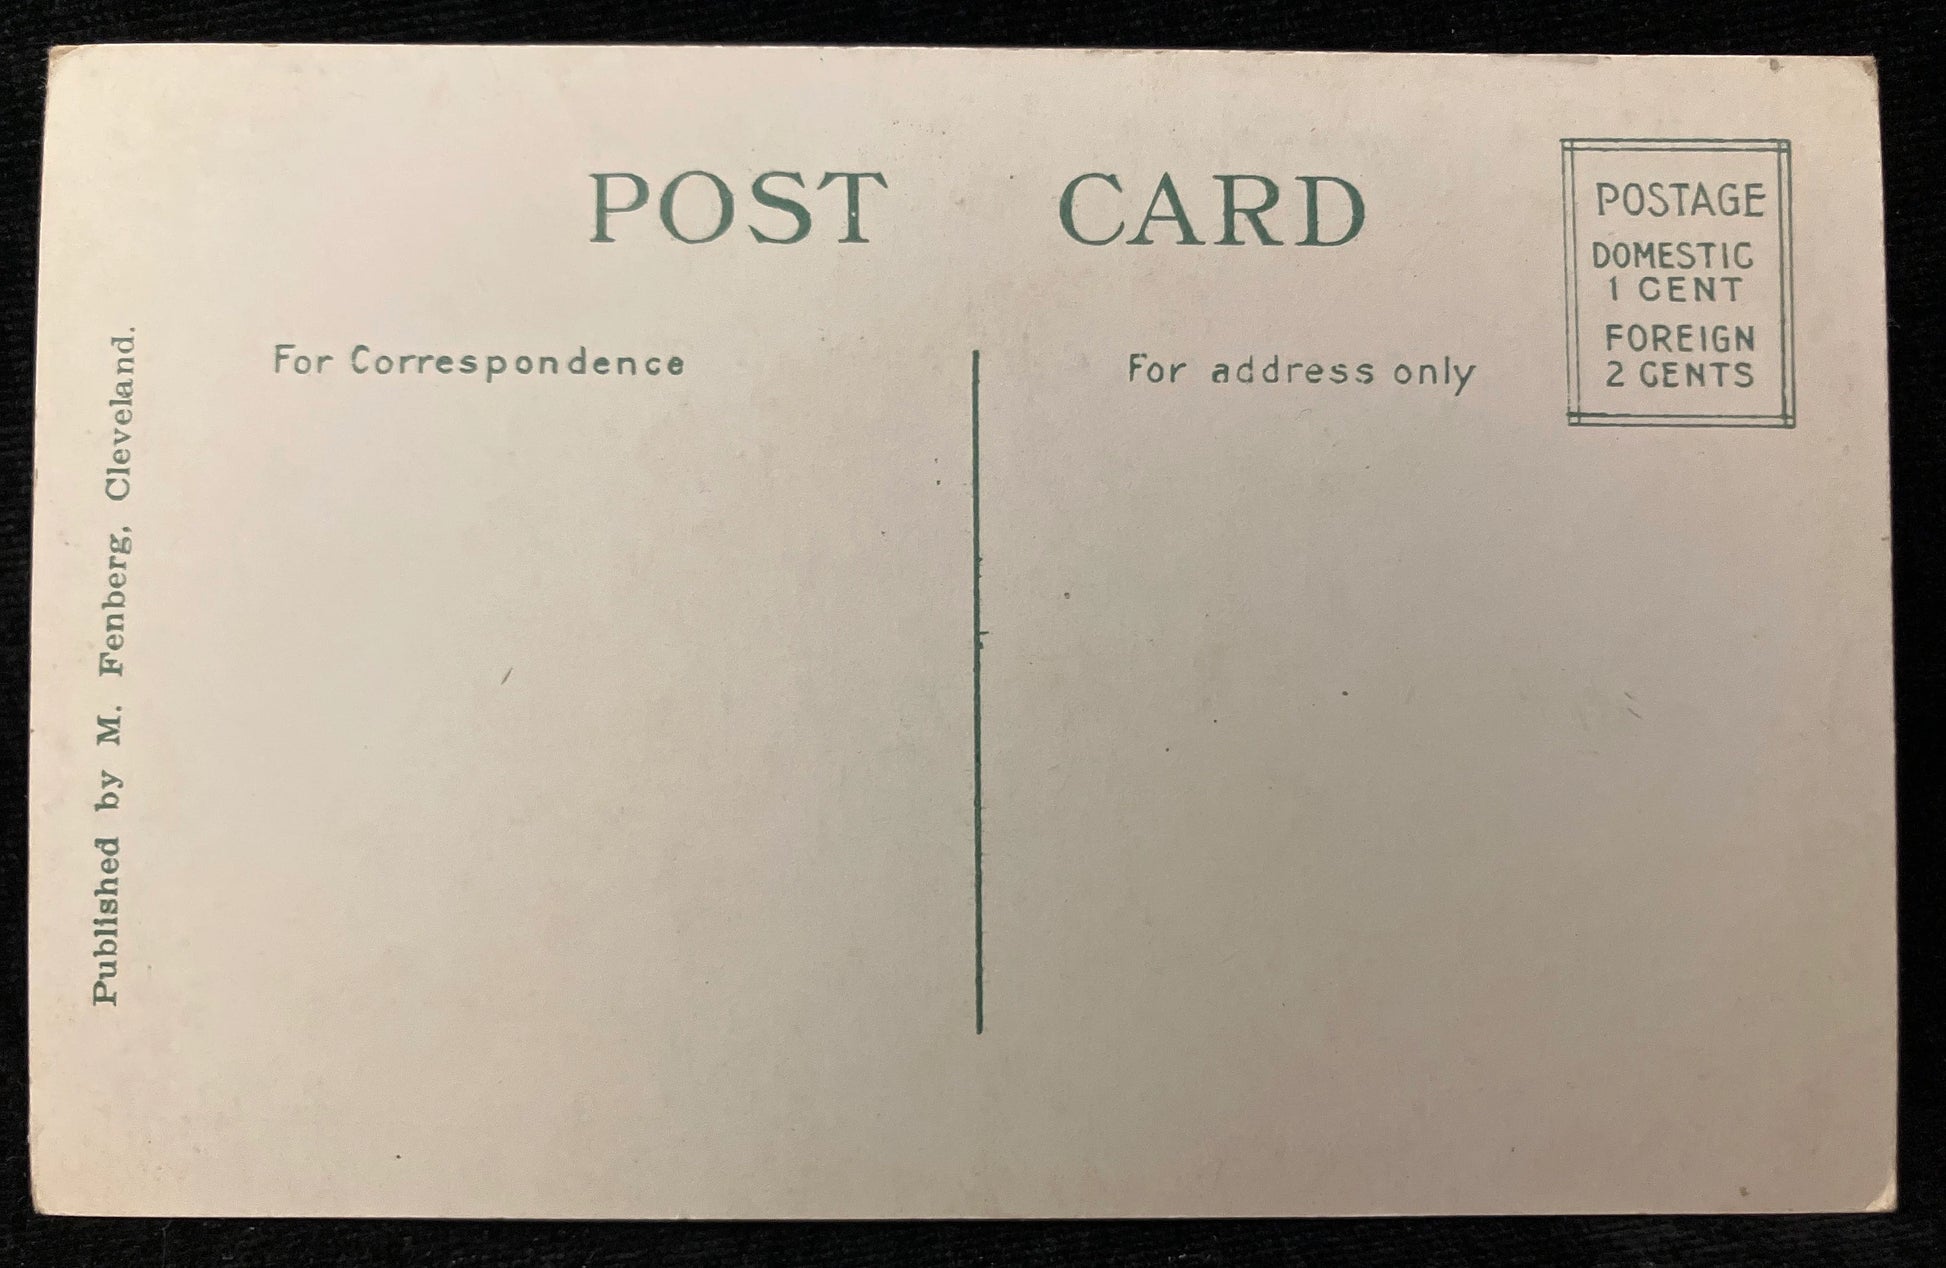 POST CARD
POSTAGE
DOMESTIC
1 CENT
FOREIGN
2 CENTS
For Correspondence
For address only
Published by M. Fenberg, Cleveland.